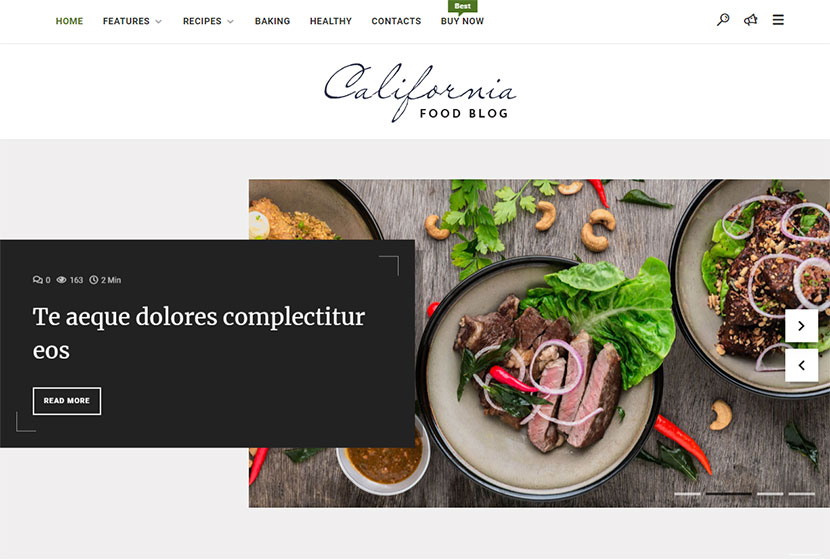 Best
HOME FEATURES RECIPES BAKING HEALTHY CONTACTS BUY NOW
California
FOOD BLOG
0 163 2 Min
Te aeque dolores complectitur
eos
READ MORE